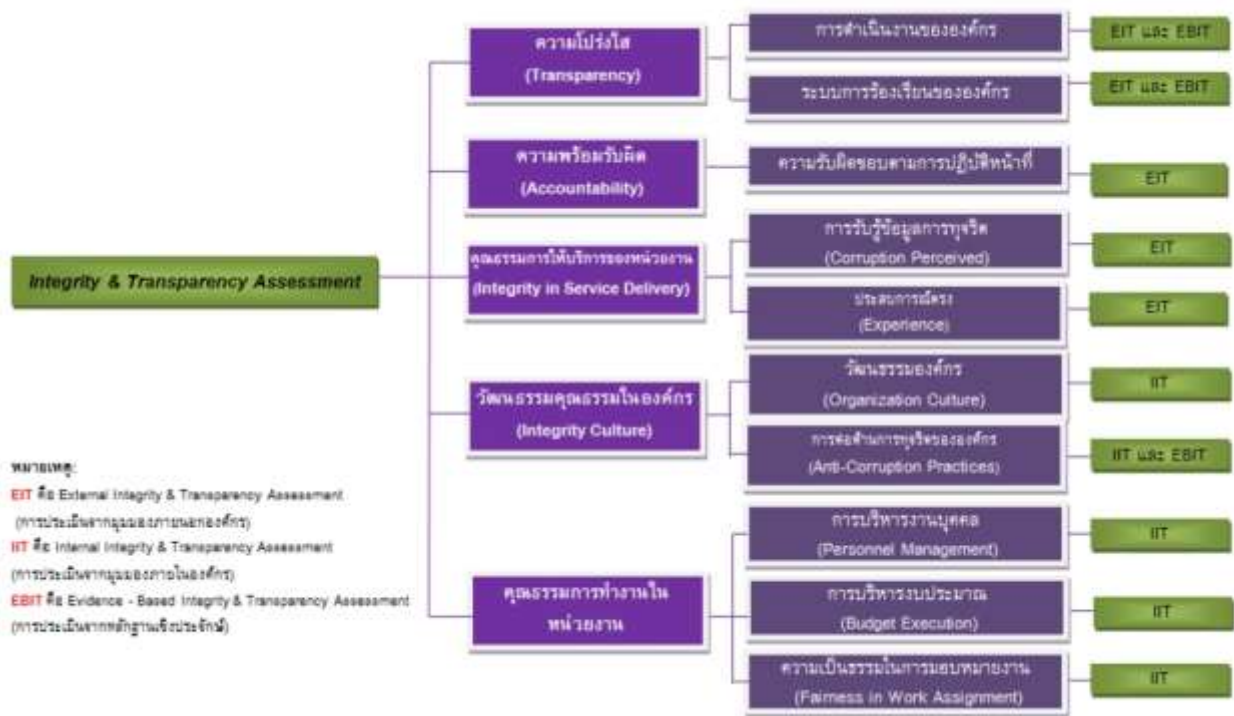 Integrity & Transparency Assessment
ความโปร่งใส
(Transparency)
การดำเนินงานขององค์กร
EIT และ EBIT
ระบบการร้องเรียนขององค์กร
EIT และ EBIT
ความพร้อมรับผิด
(Accountability)
ความรับผิดชอบตามการปฏิบัติหน้าที่
EIT
คุณธรรมการให้บริการของหน่วยงาน
(Integrity in Service Delivery)
การรับรู้ข้อมูลการทุจริต
(Corruption Perceived)
EIT
ประสบการณ์ตรง
(Experience)
EIT
วัฒนธรรมคุณธรรมในองค์กร
(Integrity Culture)
วัฒนธรรมองค์กร
(Organization Culture)
IIT
การต่อต้านการทุจริตขององค์กร
(Anti-Corruption Practices)
IIT และ EBIT
คุณธรรมการทำงานใน
หน่วยงาน
การบริหารงานบุคคล
(Personnel Management)
IIT
การบริหารงบประมาณ
(Budget Execution)
IIT
ความเป็นธรรมในการมอบหมายงาน
(Fairness in Work Assignment)
IIT
หมายเหตุ:
EIT คือ External Integrity & Transparency Assessment
(การประเมินจากมุมมองภายนอกองค์กร)
IIT คือ Internal Integrity & Transparency Assessment
(การประเมินจากมุมมองภายในองค์กร)
EBIT คือ Evidence - Based Integrity & Transparency Assessment
(การประเมินจากหลักฐานเชิงประจักษ์)